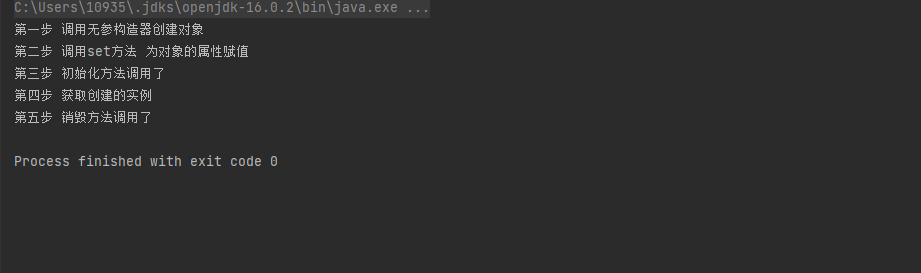 C:\Users\10935\.jdks\openjdk-16.0.2\bin\java.exe ...
第一步 调用无参构造器创建对象
第二步 调用set方法 为对象的属性赋值
第三步 初始化方法调用了
第四步 获取创建的实例
第五步 销毁方法调用了
Process finished with exit code 0